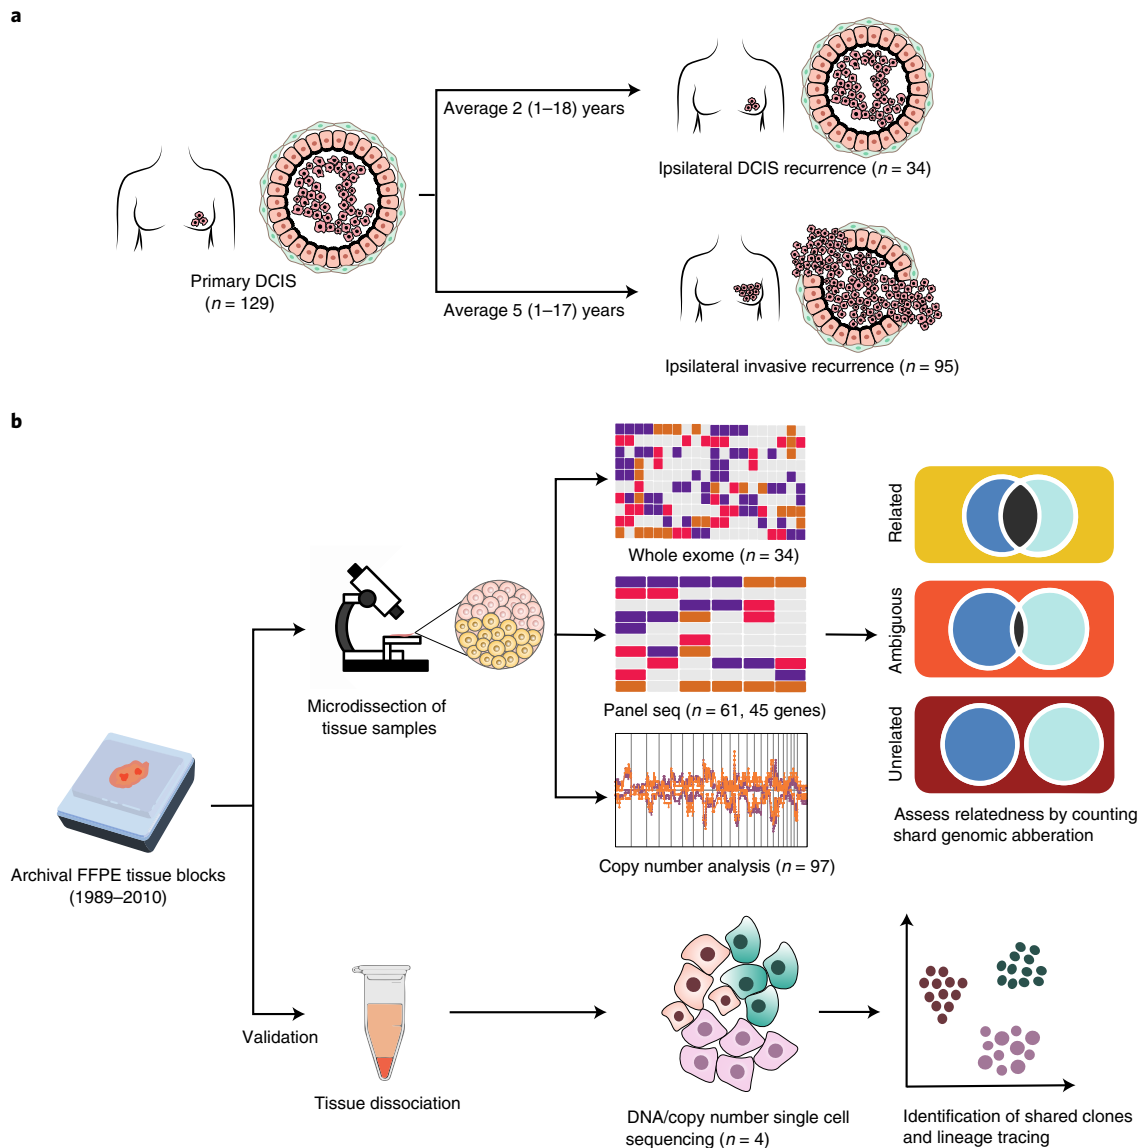 a
Average 2 (1–18) years
Ipsilateral DCIS recurrence (n = 34)
Primary DCIS
(n = 129)
Average 5 (1–17) years
Ipsilateral invasive recurrence (n = 95)
b
Whole exome (n = 34)
Related
Microdissection of
tissue samples
Panel seq (n = 61, 45 genes)
Ambiguous
Copy number analysis (n = 97)
Unrelated
Assess relatedness by counting
shard genomic abberation
Archival FFPE tissue blocks
(1989–2010)
Validation
Tissue dissociation
DNA/copy number single cell
sequencing (n = 4)
Identification of shared clones
and lineage tracing